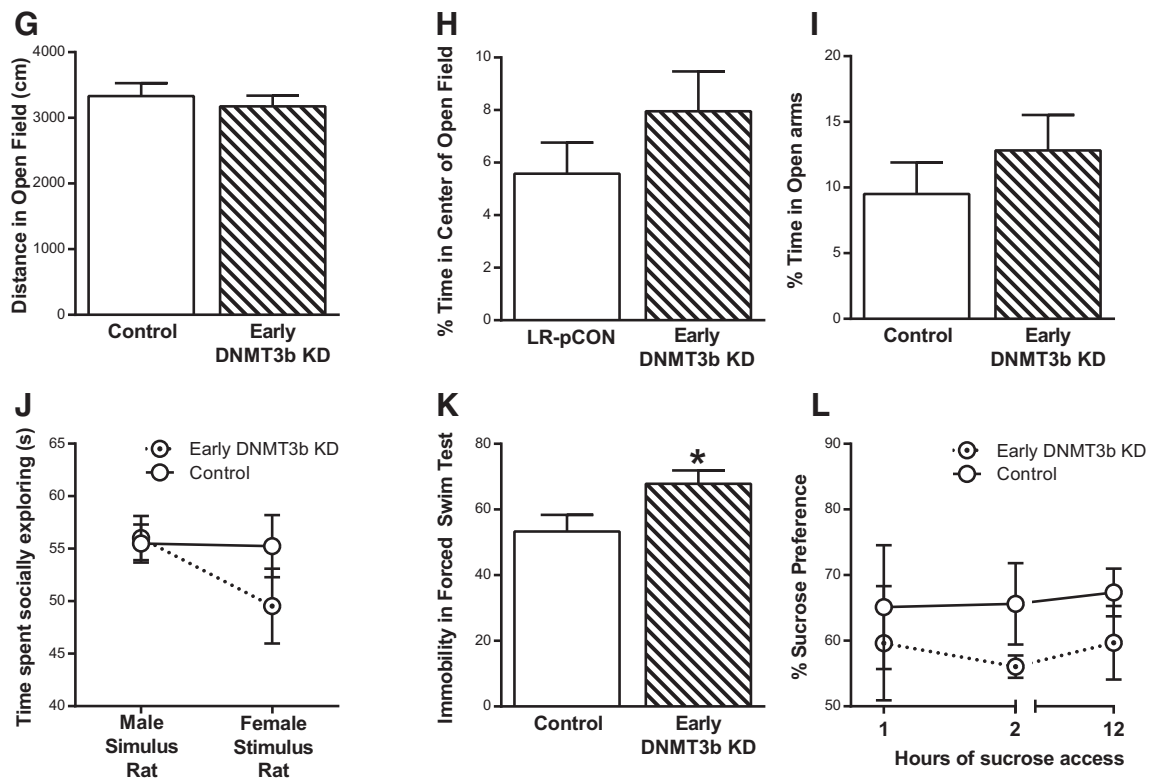 G
Distance in Open Field (cm)
4000
3000
2000
1000
0
Control
Early
DNMT3b KD
H
% Time in Center of Open Field
10
8
6
4
2
0
LR-pCON
Early
DNMT3b KD
I
% Time in Open arms
20
15
10
5
0
Control
Early
DNMT3b KD
J
Time spent socially exploring (s)
65
60
55
50
45
40
Early DNMT3b KD
Control
Male
Simulus
Rat
Female
Stimulus
Rat
K
Immobility in Forced Swim Test
80
60
40
20
0
*
Control
Early
DNMT3b KD
L
% Sucrose Preference
90
80
70
60
50
Early DNMT3b KD
Control
1
2
12
Hours of sucrose access